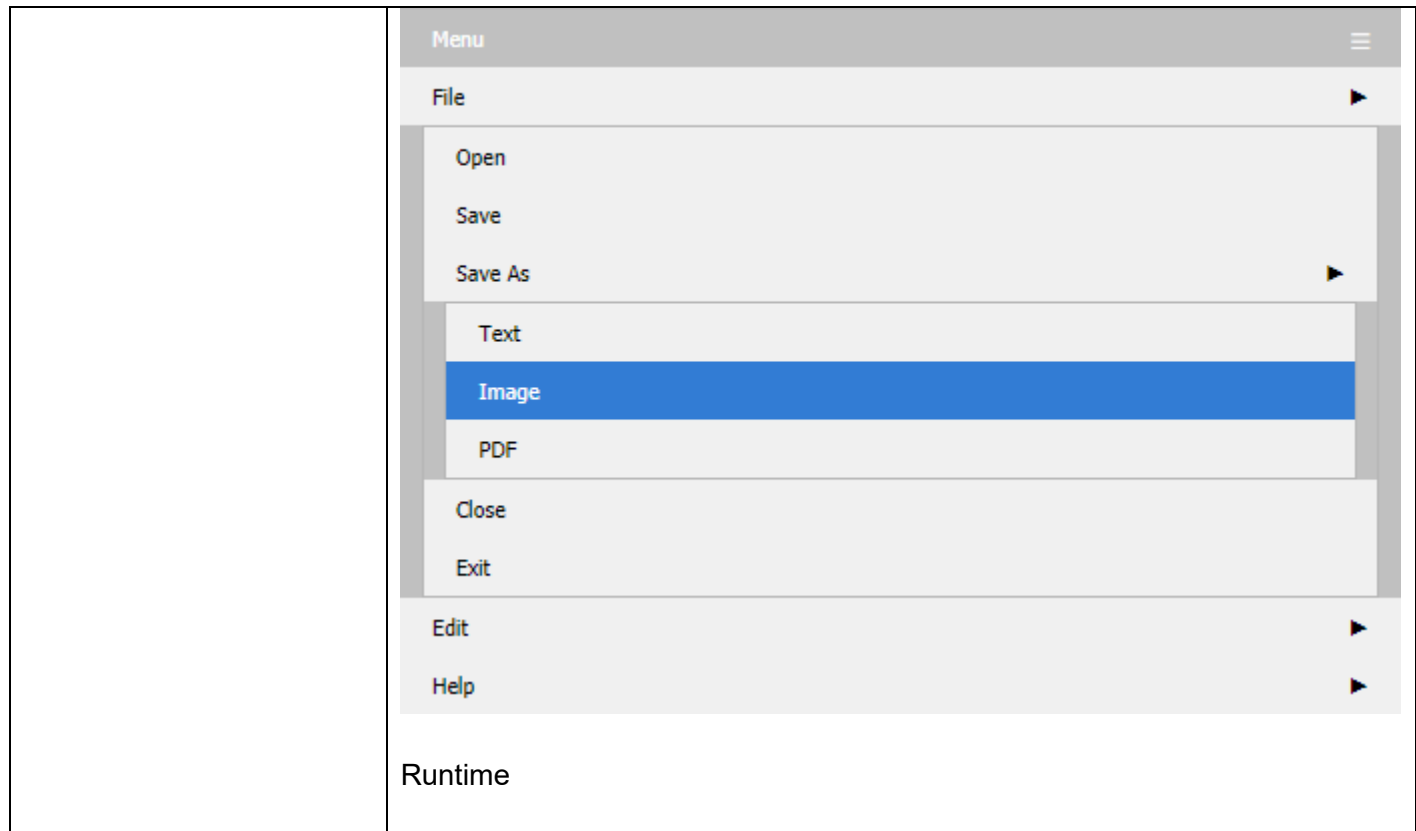 Menu
File
Open
Save
Save As
Text
Image
PDF
Close
Exit
Edit
Help
Runtime